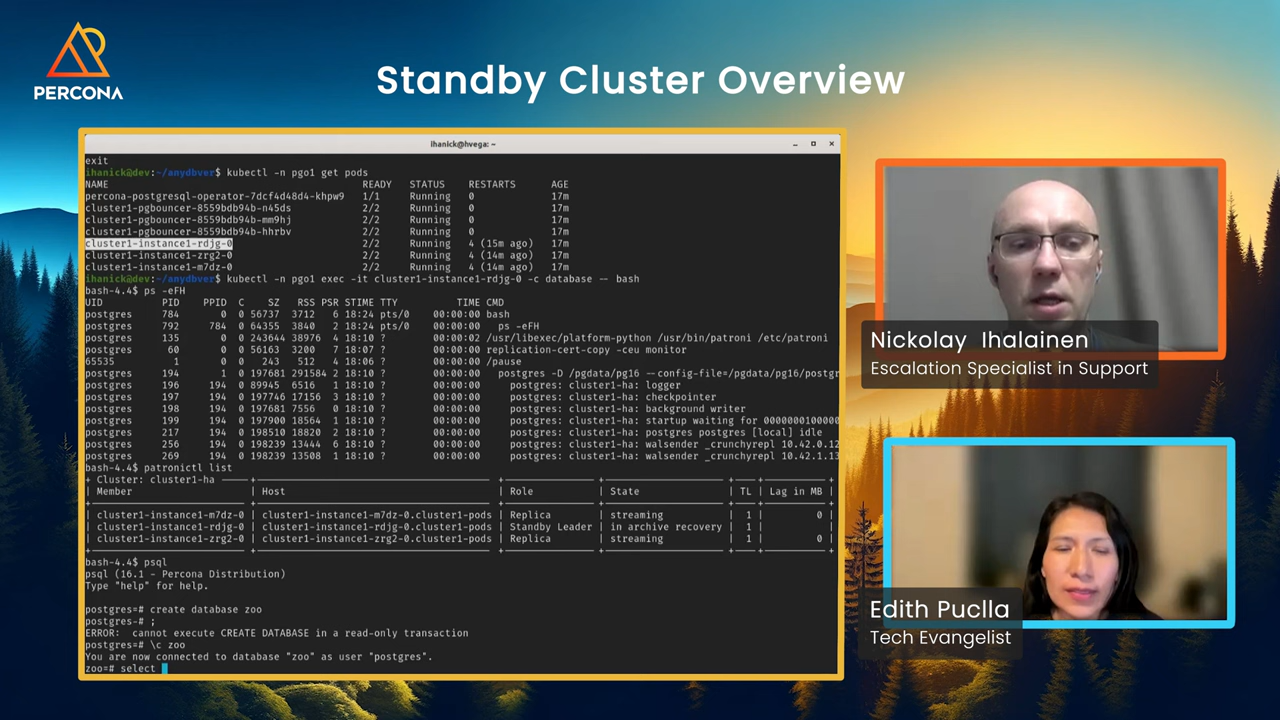 PERCONA
Standby Cluster Overview
ihanick@hvega: ~
exit
ihanick@dev:~/anydbver$ kubectl -n pgo1 get pods
NAME READY STATUS RESTARTS AGE
percona-postgresql-operator-7dcf4d48d4-khpw9 1/1 Running 0 17m
cluster1-pgbouncer-8559bdb94b-n45ds 2/2 Running 0 17m
cluster1-pgbouncer-8559bdb94b-mm9hj 2/2 Running 0 17m
cluster1-pgbouncer-8559bdb94b-hhrbv 2/2 Running 0 17m
cluster1-instance1-rdjg-0 2/2 Running 4 (15m ago) 17m
cluster1-instance1-zrg2-0 2/2 Running 4 (14m ago) 17m
cluster1-instance1-m7dz-0 2/2 Running 4 (14m ago) 17m
ihanick@dev:~/anydbver$ kubectl -n pgo1 exec -it cluster1-instance1-rdjg-0 -c database -- bash
bash-4.4$ ps -eFH
UID PID PPID C SZ RSS PSR STIME TTY TIME CMD
postgres 784 0 0 56737 3712 6 18:24 pts/0 00:00:00 bash
postgres 792 784 0 64355 3840 2 18:24 pts/0 00:00:00 ps -eFH
postgres 135 0 0 243644 38976 4 18:10 ? 00:00:02 /usr/libexec/platform-python /usr/bin/patroni /etc/patroni
postgres 60 0 0 56163 3200 7 18:07 ? 00:00:00 replication-cert-copy -ceu monitor
65535 1 0 0 243 512 4 18:06 ? 00:00:00 /pause
postgres 194 1 0 197681 291584 2 18:10 ? 00:00:00 postgres -D /pgdata/pg16 --config-file=/pgdata/pg16/postgr
postgres 196 194 0 89945 6516 1 18:10 ? 00:00:00 postgres: cluster1-ha: logger
postgres 197 194 0 197746 17156 3 18:10 ? 00:00:00 postgres: cluster1-ha: checkpointer
postgres 198 194 0 197681 7556 0 18:10 ? 00:00:00 postgres: cluster1-ha: background writer
postgres 199 194 0 197900 18564 1 18:10 ? 00:00:00 postgres: cluster1-ha: startup waiting for 0000000100000
postgres 217 194 0 198510 18820 2 18:10 ? 00:00:00 postgres: cluster1-ha: postgres postgres [local] idle
postgres 256 194 0 198239 13444 6 18:10 ? 00:00:00 postgres: cluster1-ha: walsender _crunchyrepl 10.42.0.12
postgres 269 194 0 198239 13508 1 18:10 ? 00:00:00 postgres: cluster1-ha: walsender _crunchyrepl 10.42.1.13
bash-4.4$ patronictl list
+ Cluster: cluster1-ha
| Member | Host | Role | State | TL | Lag in MB |
| cluster1-instance1-m7dz-0 | cluster1-instance1-m7dz-0.cluster1-pods | Replica | streaming | 1 | 0 |
| cluster1-instance1-rdjg-0 | cluster1-instance1-rdjg-0.cluster1-pods | Standby Leader | in archive recovery | 1 | |
| cluster1-instance1-zrg2-0 | cluster1-instance1-zrg2-0.cluster1-pods | Replica | streaming | 1 | 0 |
bash-4.4$ psql
psql (16.1 - Percona Distribution)
Type "help" for help.
postgres=# create database zoo
postgres-# ;
ERROR: cannot execute CREATE DATABASE in a read-only transaction
postgres=# \c zoo
You are now connected to database "zoo" as user "postgres".
zoo=# select
Nickolay Ihalainen
Escalation Specialist in Support
Edith Puclla
Tech Evangelist